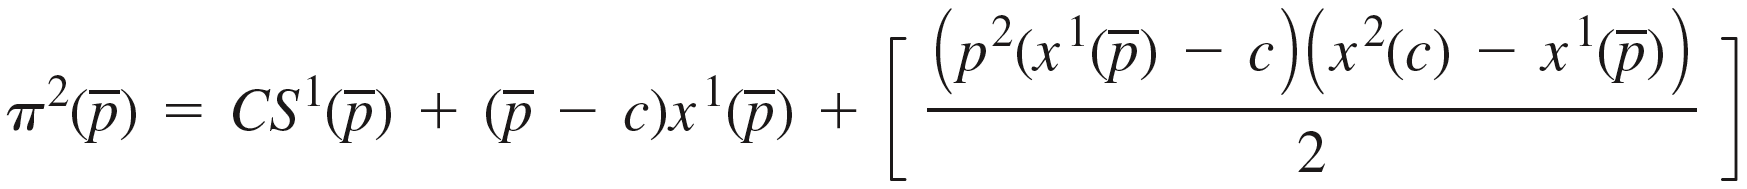 π²(p̅) = CS¹(p̅) + (p̅ − c)x¹(p̅) + [ (p²(x¹(p̅) − c)(x²(c) − x¹(p̅)) / 2 ]